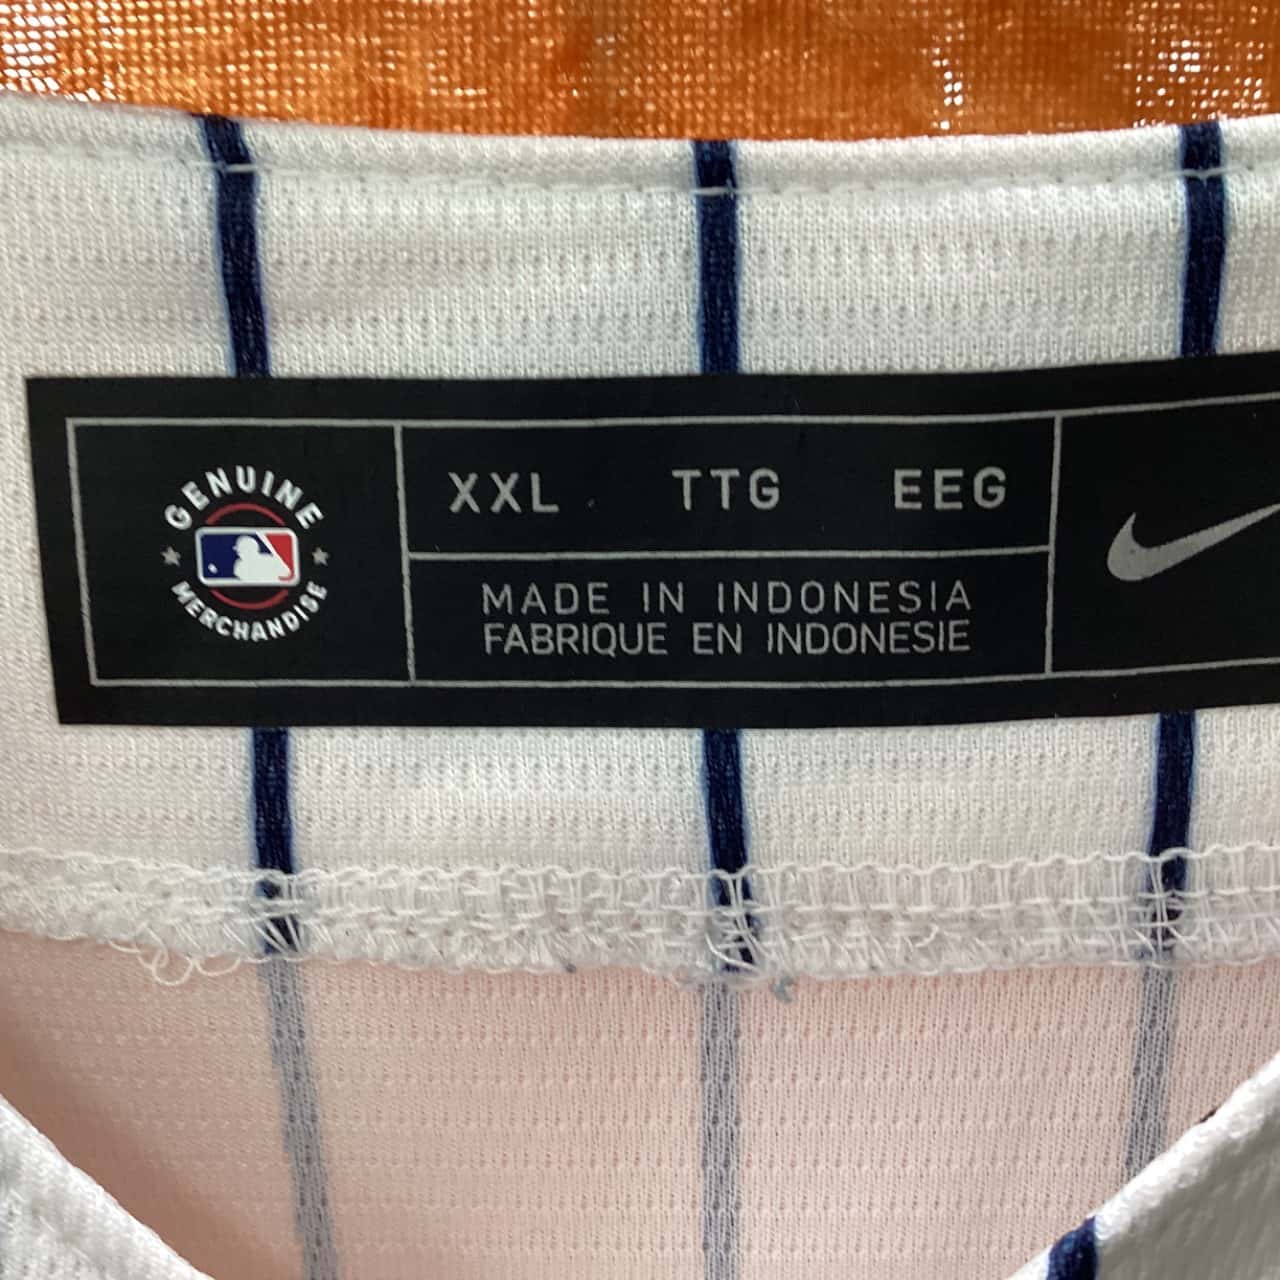 GENUINE
MERCHANDISE
XXL TTG EEG
MADE IN INDONESIA
FABRIQUE EN INDONESIE